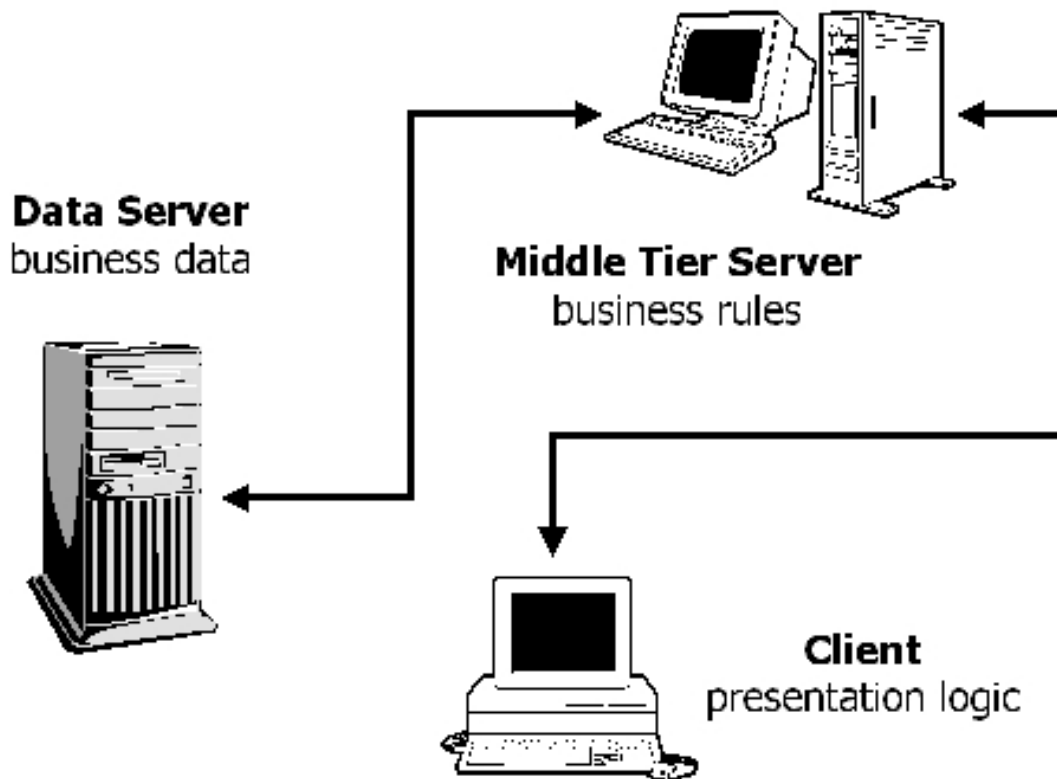 Data Server
business data
Middle Tier Server
business rules
Client
presentation logic